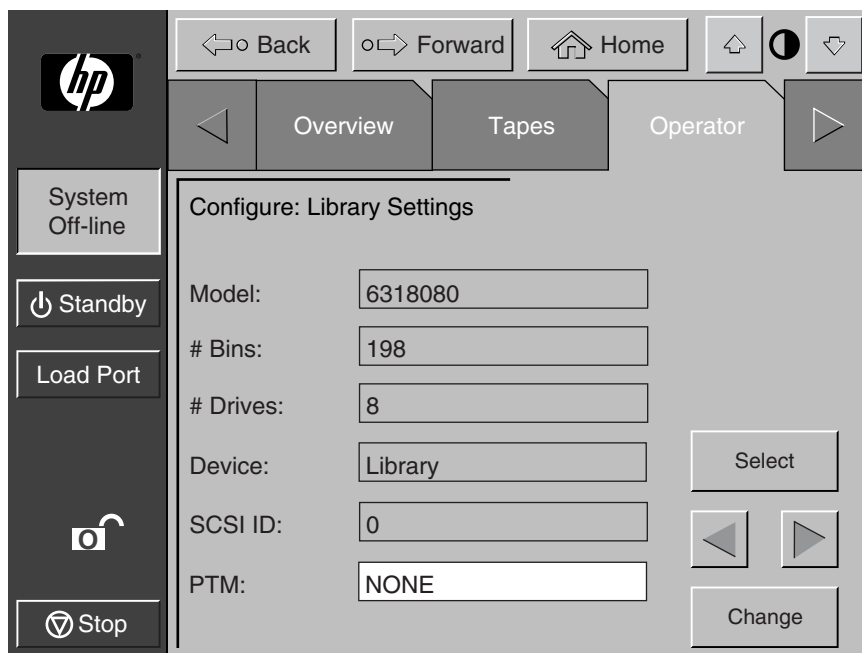 hp
Back
Forward
Home
Overview
Tapes
Operator
System
Off-line
Standby
Load Port
Stop
Configure: Library Settings
Model: 6318080
# Bins: 198
# Drives: 8
Device: Library
SCSI ID: 0
PTM: NONE
Select
Change